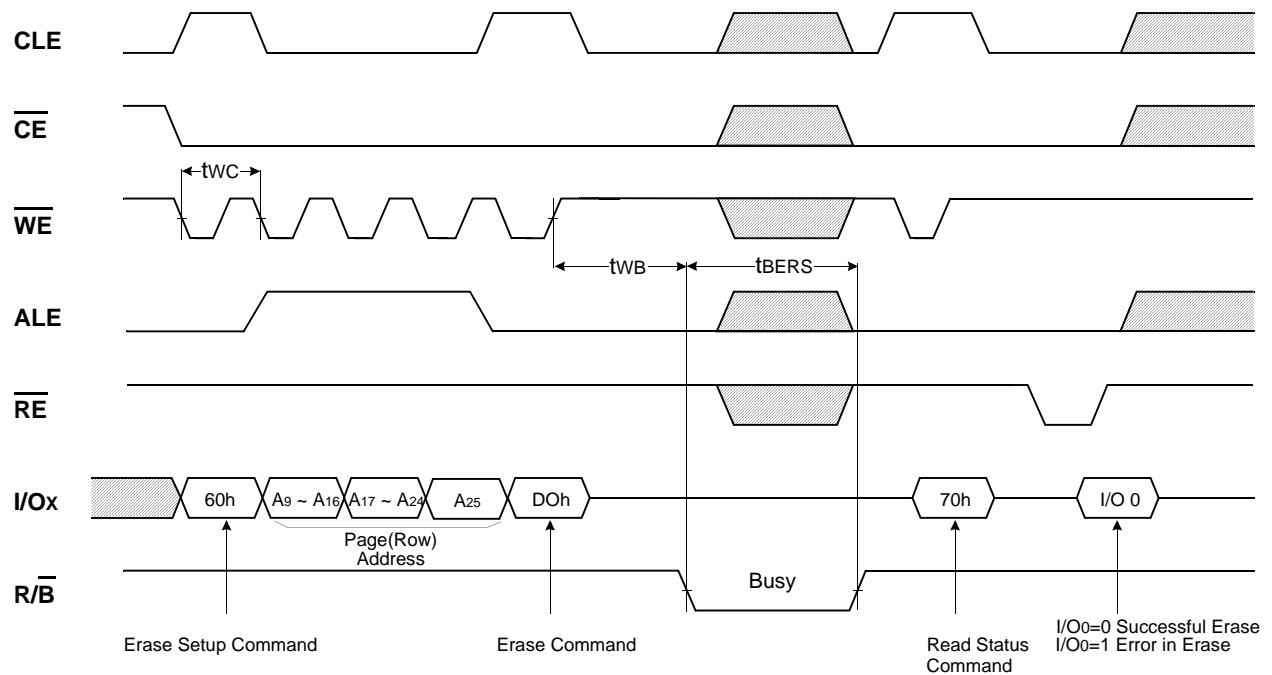 CLE
CE
tWC
WE
tWB
tBERS
ALE
RE
I/Ox
60h
A9 ~ A16
A17 ~ A24
A25
DOh
70h
I/O 0
Page(Row)
Address
R/B
Busy
Erase Setup Command
Erase Command
Read Status
Command
I/O0=0 Successful Erase
I/O0=1 Error in Erase